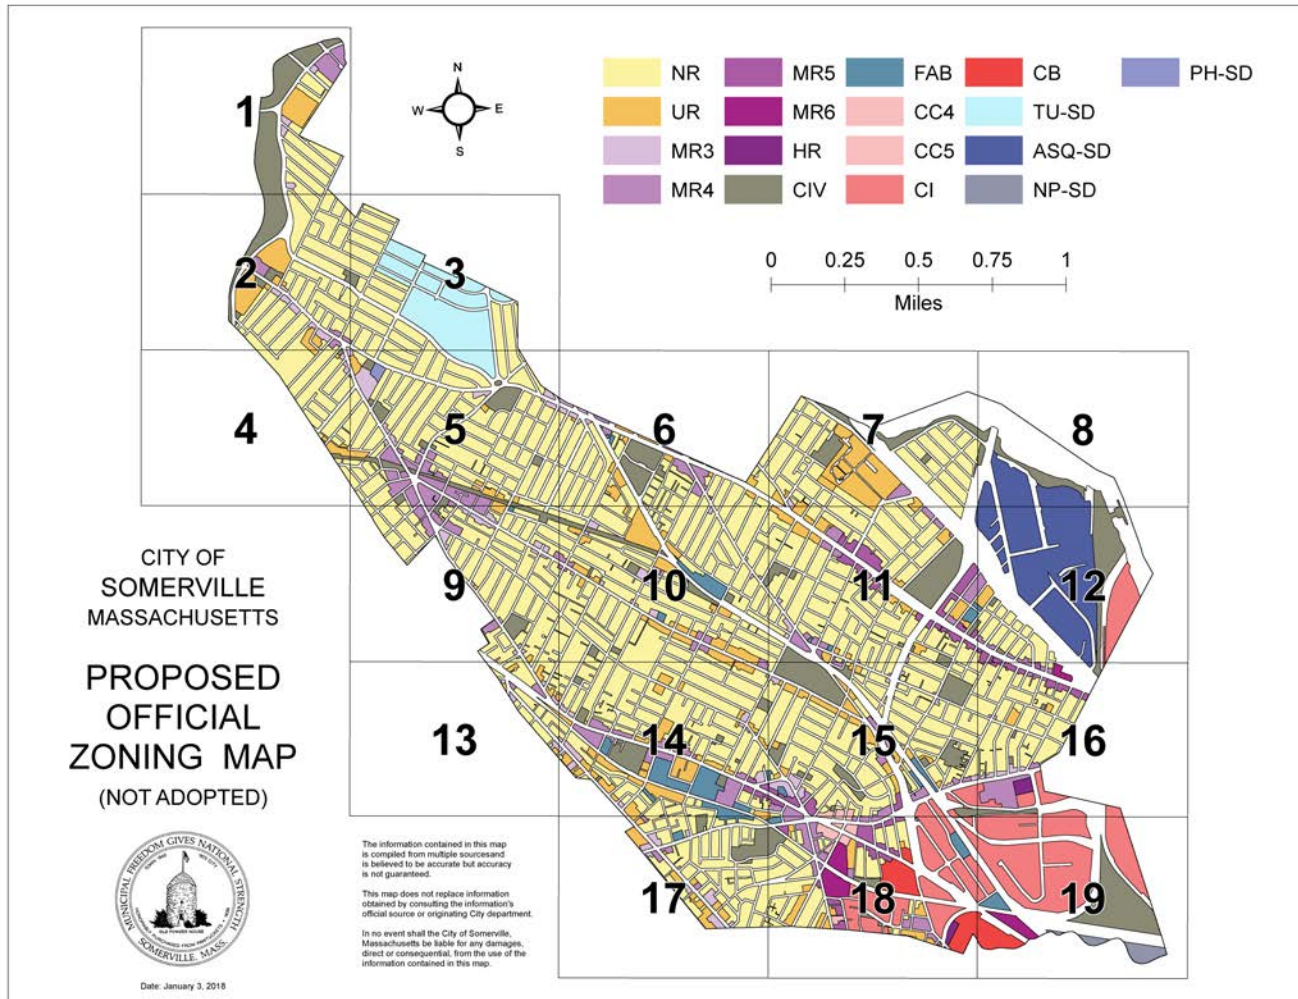 N
W
E
S
NR
MR5
FAB
CB
PH-SD
UR
MR6
CC4
TU-SD
MR3
HR
CC5
ASQ-SD
MR4
CIV
CI
NP-SD
0
0.25
0.5
0.75
1
Miles
1
2
3
4
5
6
7
8
9
10
11
12
13
14
15
16
17
18
19
CITY OF
SOMERVILLE
MASSACHUSETTS
PROPOSED
OFFICIAL
ZONING MAP
(NOT ADOPTED)
MUNICIPAL FREEDOM GIVES NATIONAL STRENGTH
SOMERVILLE, MASS.
Date: January 3, 2018
The information contained in this map
is compiled from multiple sourcesand
is believed to be accurate but accuracy
is not guaranteed.
This map does not replace information
obtained by consulting the information's
official source or originating City department.
In no event shall the City of Somerville,
Massachusetts be liable for any damages,
direct or consequential, from the use of the
information contained in this map.